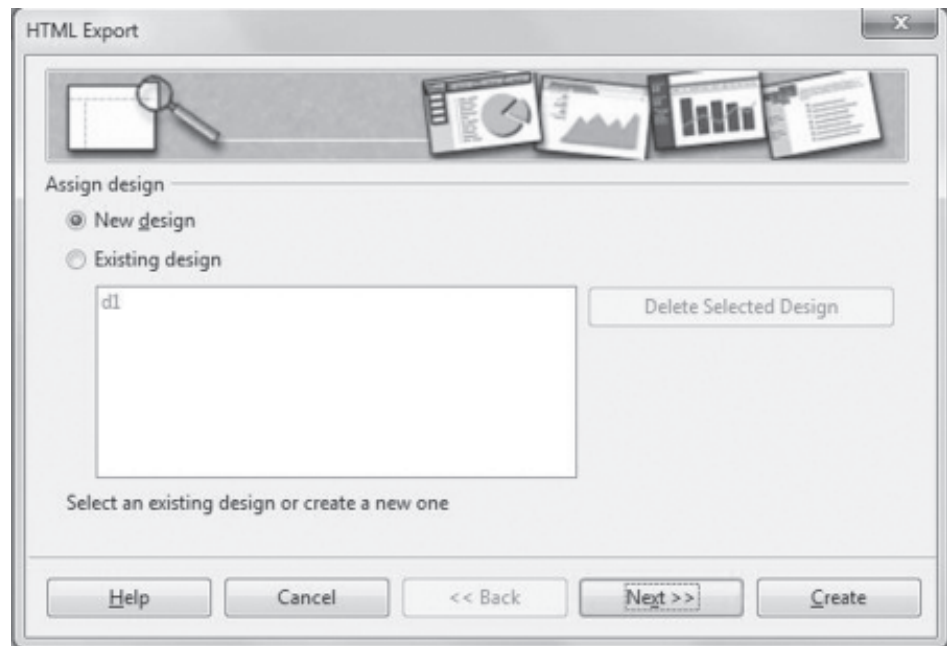 HTML Export
Assign design
New design
Existing design
d1
Delete Selected Design
Select an existing design or create a new one
Help
Cancel
<< Back
Next >>
Create